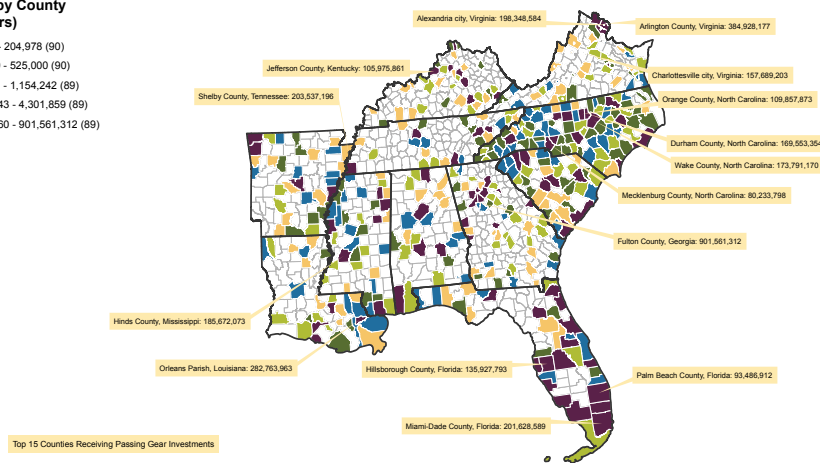 by County
rs)
- 204,978 (90)
- 525,000 (90)
- 1,154,242 (89)
43 - 4,301,859 (89)
60 - 901,561,312 (89)
Alexandria city, Virginia: 198,348,584
Arlington County, Virginia: 384,928,177
Jefferson County, Kentucky: 105,975,861
Charlottesville city, Virginia: 157,689,203
Shelby County, Tennessee: 203,537,196
Orange County, North Carolina: 109,857,873
Durham County, North Carolina: 169,553,354
Wake County, North Carolina: 173,791,170
Mecklenburg County, North Carolina: 80,233,798
Fulton County, Georgia: 901,561,312
Hinds County, Mississippi: 185,672,073
Orleans Parish, Louisiana: 282,763,963
Hillsborough County, Florida: 135,927,793
Palm Beach County, Florida: 93,486,912
Miami-Dade County, Florida: 201,628,589
Top 15 Counties Receiving Passing Gear Investments